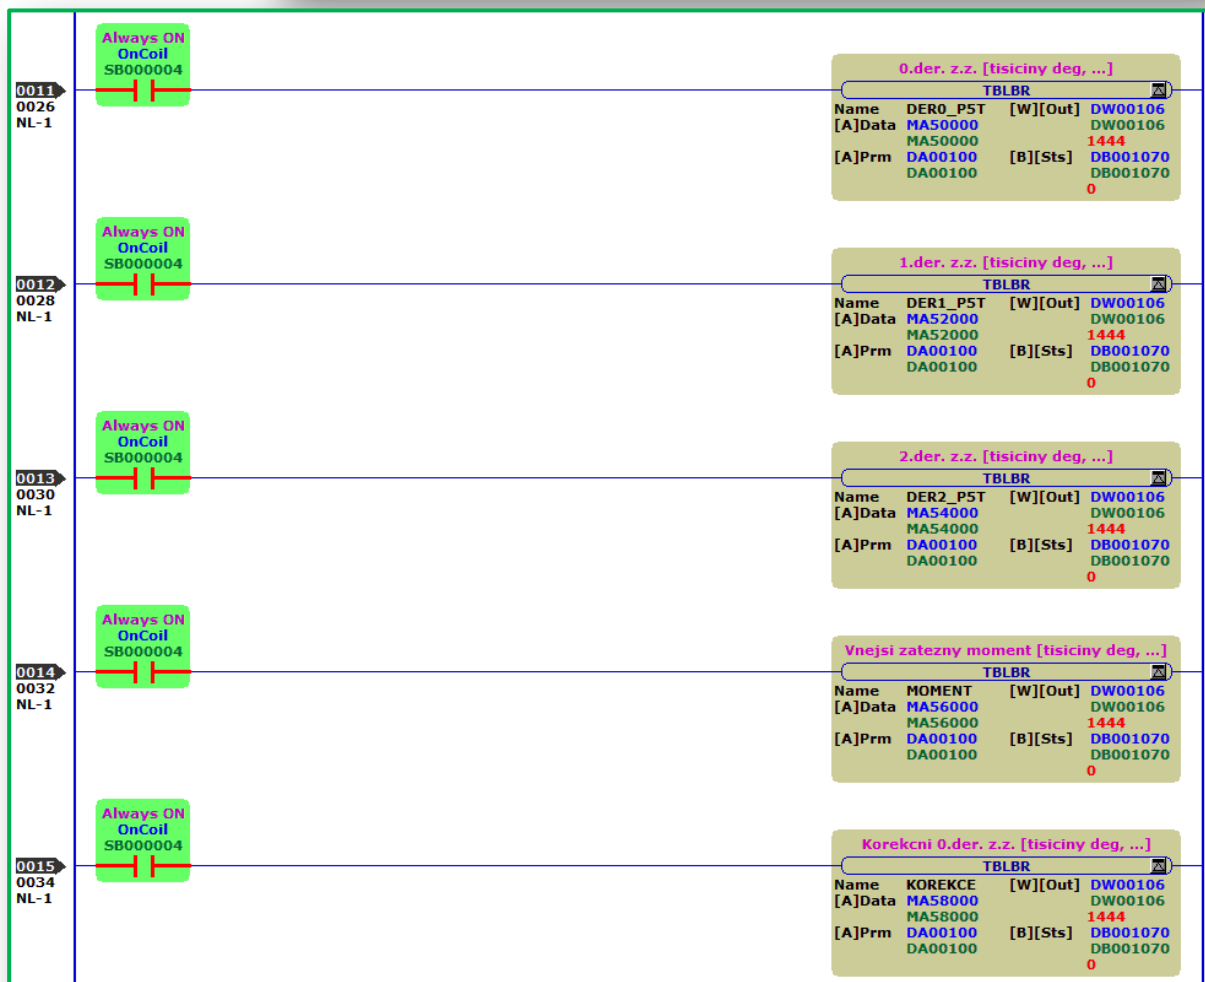 Always ON
OnCoil
SB000004
0011
0026
NL-1
0.der. z.z. [tisiciny deg, ...]
TBLBR
Name DER0_P5T [W][Out] DW00106
[A]Data MA50000 DW00106
MA50000 1444
[A]Prm DA00100 [B][Sts] DB001070
DA00100 DB001070
0
Always ON
OnCoil
SB000004
0012
0028
NL-1
1.der. z.z. [tisiciny deg, ...]
TBLBR
Name DER1_P5T [W][Out] DW00106
[A]Data MA52000 DW00106
MA52000 1444
[A]Prm DA00100 [B][Sts] DB001070
DA00100 DB001070
0
Always ON
OnCoil
SB000004
0013
0030
NL-1
2.der. z.z. [tisiciny deg, ...]
TBLBR
Name DER2_P5T [W][Out] DW00106
[A]Data MA54000 DW00106
MA54000 1444
[A]Prm DA00100 [B][Sts] DB001070
DA00100 DB001070
0
Always ON
OnCoil
SB000004
0014
0032
NL-1
Vnejsi zatezny moment [tisiciny deg, ...]
TBLBR
Name MOMENT [W][Out] DW00106
[A]Data MA56000 DW00106
MA56000 1444
[A]Prm DA00100 [B][Sts] DB001070
DA00100 DB001070
0
Always ON
OnCoil
SB000004
0015
0034
NL-1
Korekcni 0.der. z.z. [tisiciny deg, ...]
TBLBR
Name KOREKCE [W][Out] DW00106
[A]Data MA58000 DW00106
MA58000 1444
[A]Prm DA00100 [B][Sts] DB001070
DA00100 DB001070
0